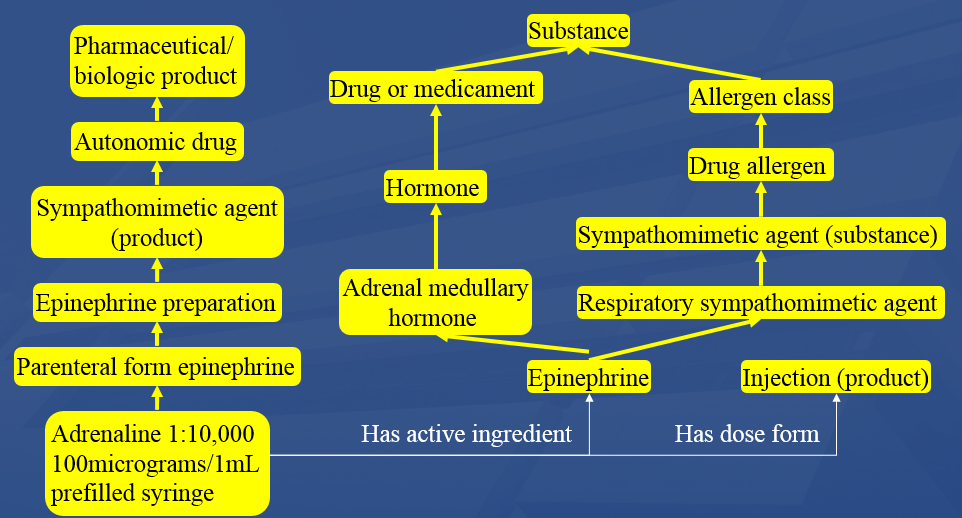 Pharmaceutical/
biologic product
Autonomic drug
Sympathomimetic agent
(product)
Epinephrine preparation
Parenteral form epinephrine
Adrenaline 1:10,000
100micrograms/1mL
prefilled syringe
Substance
Drug or medicament
Hormone
Adrenal medullary
hormone
Allergen class
Drug allergen
Sympathomimetic agent (substance)
Respiratory sympathomimetic agent
Epinephrine
Injection (product)
Has active ingredient
Has dose form